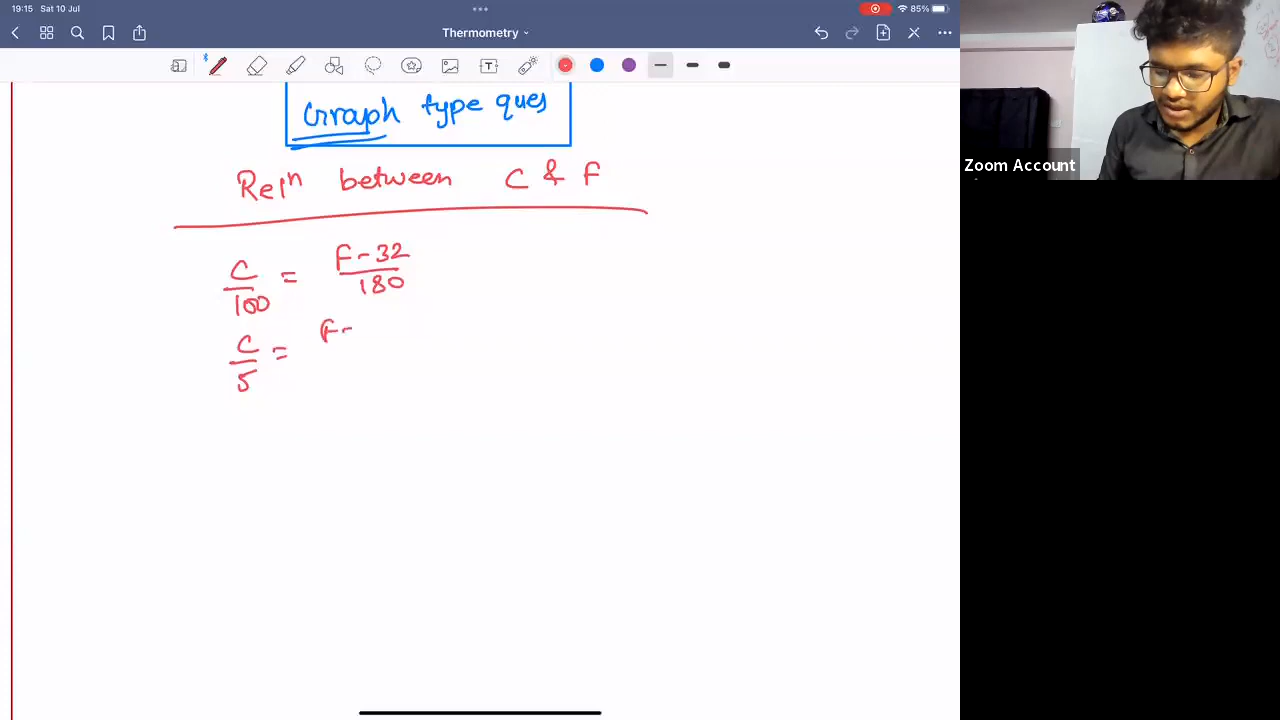 19:15 Sat 10 Jul
85%
Thermometry
T
Graph type ques
Relⁿ between C & F
C/100 = F-32/180
C/5 = F-
Zoom Account